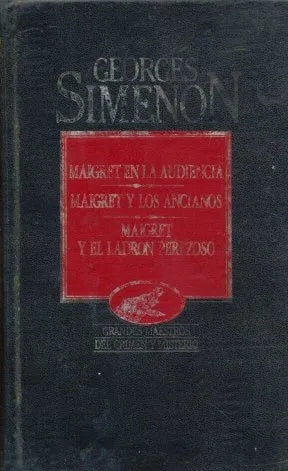 GEORGES
SIMENON
MAIGRET EN LA AUDIENCIA
MAIGRET Y LOS ANCIANOS
MAIGRET
Y EL LADRON PEREZOSO
GRANDES MAESTROS
DEL CRIMEN Y MISTERIO